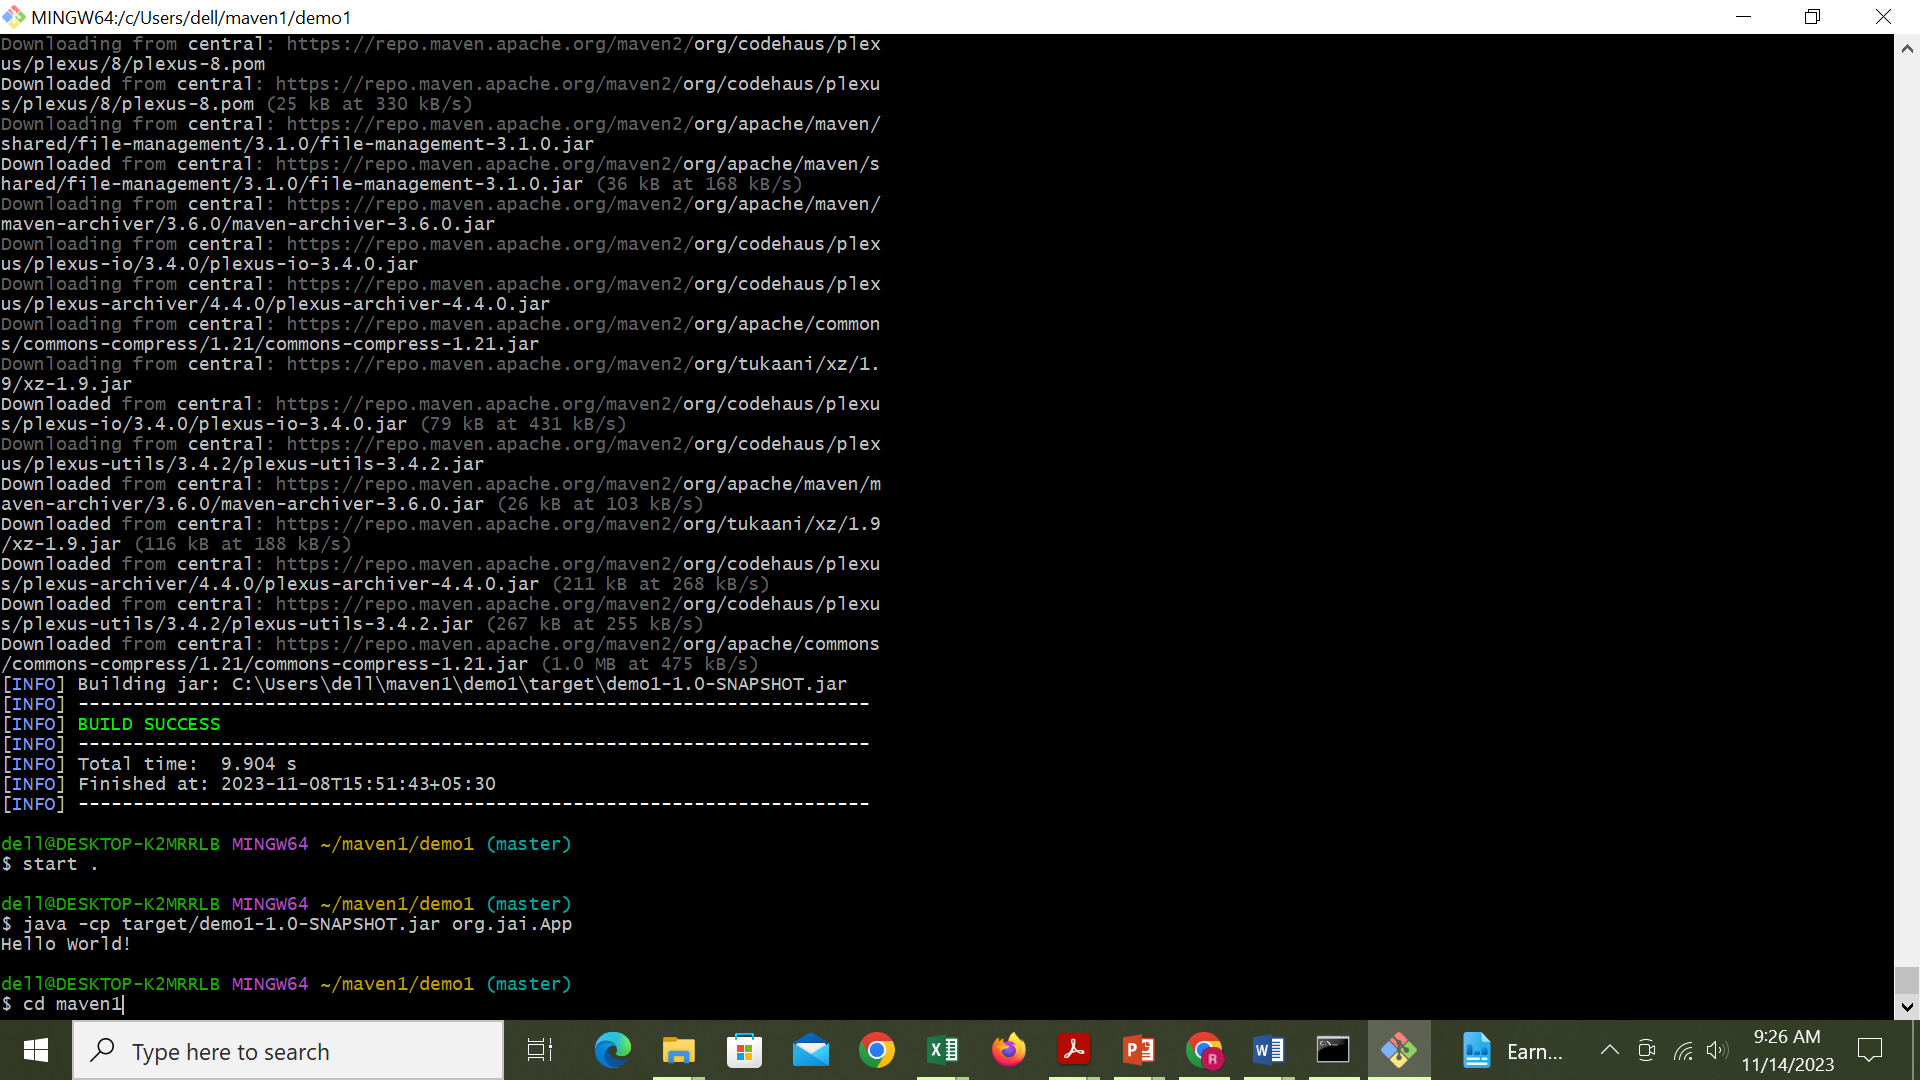 MINGW64:/c/Users/dell/maven1/demo1
Downloading from central: https://repo.maven.apache.org/maven2/org/codehaus/plex
us/plexus/8/plexus-8.pom
Downloaded from central: https://repo.maven.apache.org/maven2/org/codehaus/plexu
s/plexus/8/plexus-8.pom (25 kB at 330 kB/s)
Downloading from central: https://repo.maven.apache.org/maven2/org/apache/maven/
shared/file-management/3.1.0/file-management-3.1.0.jar
Downloaded from central: https://repo.maven.apache.org/maven2/org/apache/maven/s
hared/file-management/3.1.0/file-management-3.1.0.jar (36 kB at 168 kB/s)
Downloading from central: https://repo.maven.apache.org/maven2/org/apache/maven/
maven-archiver/3.6.0/maven-archiver-3.6.0.jar
Downloading from central: https://repo.maven.apache.org/maven2/org/codehaus/plex
us/plexus-io/3.4.0/plexus-io-3.4.0.jar
Downloading from central: https://repo.maven.apache.org/maven2/org/codehaus/plex
us/plexus-archiver/4.4.0/plexus-archiver-4.4.0.jar
Downloading from central: https://repo.maven.apache.org/maven2/org/apache/common
s/commons-compress/1.21/commons-compress-1.21.jar
Downloading from central: https://repo.maven.apache.org/maven2/org/tukaani/xz/1.
9/xz-1.9.jar
Downloaded from central: https://repo.maven.apache.org/maven2/org/codehaus/plexu
s/plexus-io/3.4.0/plexus-io-3.4.0.jar (79 kB at 431 kB/s)
Downloading from central: https://repo.maven.apache.org/maven2/org/codehaus/plex
us/plexus-utils/3.4.2/plexus-utils-3.4.2.jar
Downloaded from central: https://repo.maven.apache.org/maven2/org/apache/maven/m
aven-archiver/3.6.0/maven-archiver-3.6.0.jar (26 kB at 103 kB/s)
Downloaded from central: https://repo.maven.apache.org/maven2/org/tukaani/xz/1.9
/xz-1.9.jar (116 kB at 188 kB/s)
Downloaded from central: https://repo.maven.apache.org/maven2/org/codehaus/plexu
s/plexus-archiver/4.4.0/plexus-archiver-4.4.0.jar (211 kB at 268 kB/s)
Downloaded from central: https://repo.maven.apache.org/maven2/org/codehaus/plexu
s/plexus-utils/3.4.2/plexus-utils-3.4.2.jar (267 kB at 255 kB/s)
Downloaded from central: https://repo.maven.apache.org/maven2/org/apache/commons
/commons-compress/1.21/commons-compress-1.21.jar (1.0 MB at 475 kB/s)
[INFO] Building jar: C:\Users\dell\maven1\demo1\target\demo1-1.0-SNAPSHOT.jar
[INFO] ------------------------------------------------------------------------
[INFO] BUILD SUCCESS
[INFO] ------------------------------------------------------------------------
[INFO] Total time:  9.904 s
[INFO] Finished at: 2023-11-08T15:51:43+05:30
[INFO] ------------------------------------------------------------------------
dell@DESKTOP-K2MRRLB MINGW64 ~/maven1/demo1 (master)
$ start .
dell@DESKTOP-K2MRRLB MINGW64 ~/maven1/demo1 (master)
$ java -cp target/demo1-1.0-SNAPSHOT.jar org.jai.App
Hello World!
dell@DESKTOP-K2MRRLB MINGW64 ~/maven1/demo1 (master)
$ cd maven1
Type here to search
Earn...
9:26 AM
11/14/2023